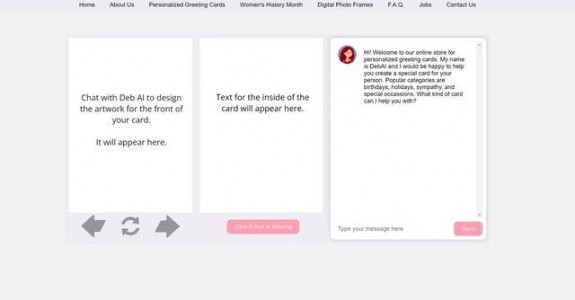 Home About Us Personalized Greeting Cards Women's History Month Digital Photo Frames F.A.Q. Jobs Contact Us
Chat with Deb AI to design
the artwork for the front of
your card.
It will appear here.
Text for the inside of the
card will appear here.
Click if Text is Missing
Hi! Welcome to our online store for
personalized greeting cards. My name
is DebAI and I would be happy to help
you create a special card for your
person. Popular categories are
birthdays, holidays, sympathy, and
special occassions. What kind of card
can I help you with?
Type your message here
Send